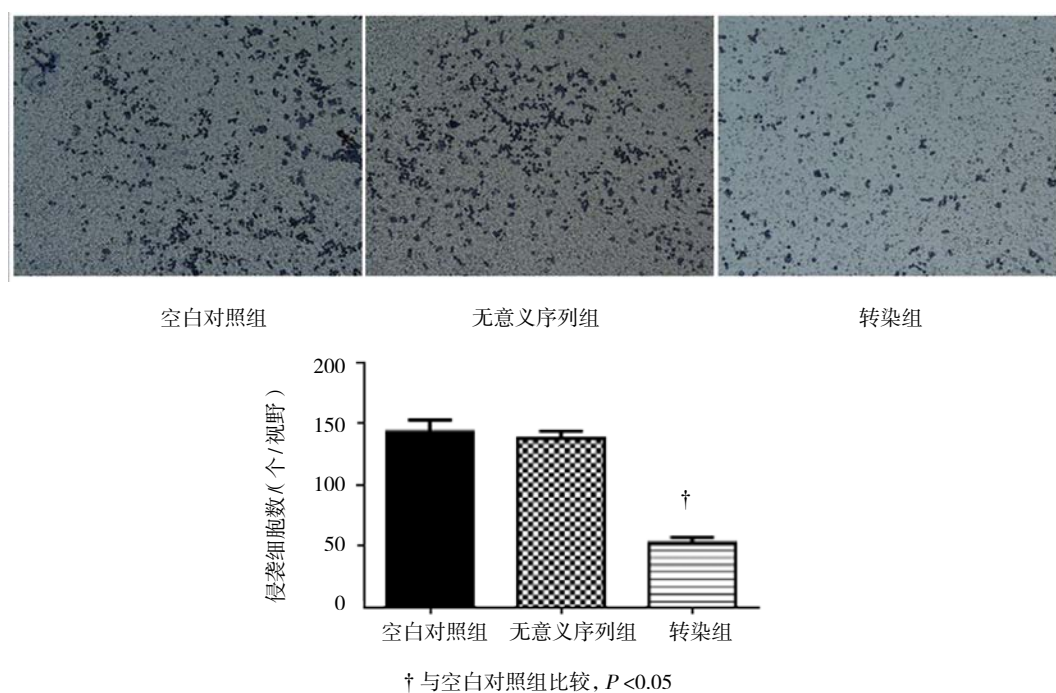 空白对照组
无意义序列组
转染组
侵袭细胞数/(个/视野)
200
150
100
50
0
†
空白对照组
无意义序列组
转染组
† 与空白对照组比较, P <0.05